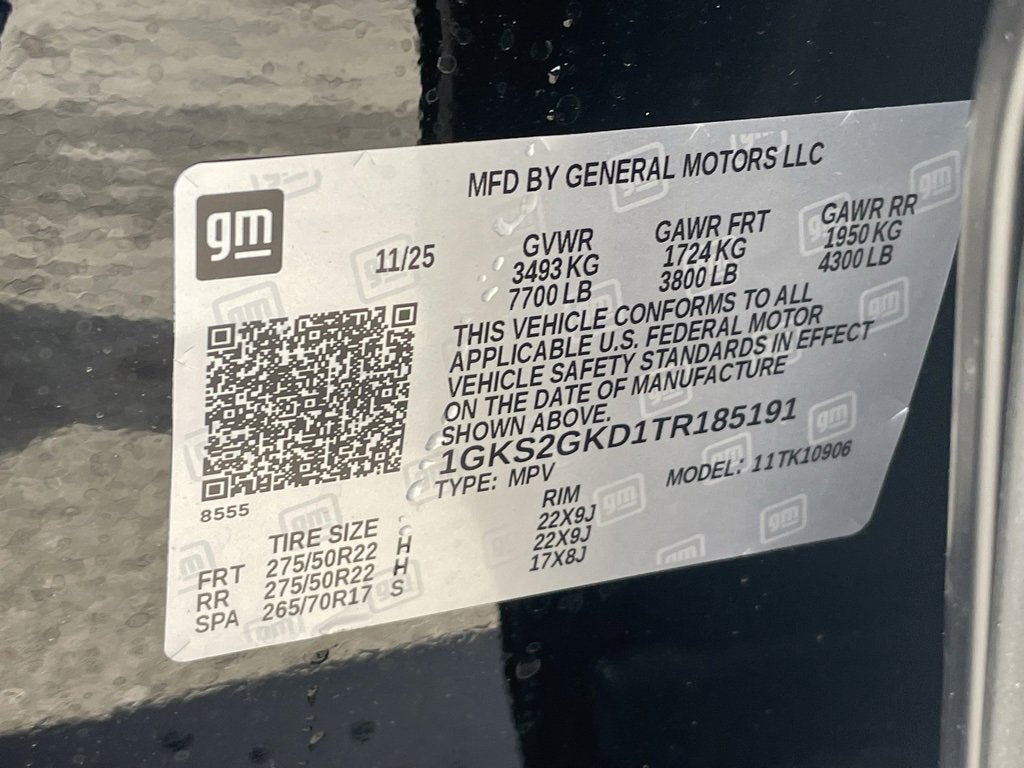 MFD BY GENERAL MOTORS LLC
gm
11/25
GVWR GAWR FRT GAWR RR
3493 KG 1724 KG 1950 KG
7700 LB 3800 LB 4300 LB
THIS VEHICLE CONFORMS TO ALL
APPLICABLE U.S. FEDERAL MOTOR
VEHICLE SAFETY STANDARDS IN EFFECT
ON THE DATE OF MANUFACTURE
SHOWN ABOVE.
1GKS2GKD1TR185191
TYPE: MPV MODEL: 11TK10906
8555
TIRE SIZE RIM
FRT 275/50R22 H 22X9J
RR 275/50R22 H 22X9J
SPA 265/70R17 S 17X8J